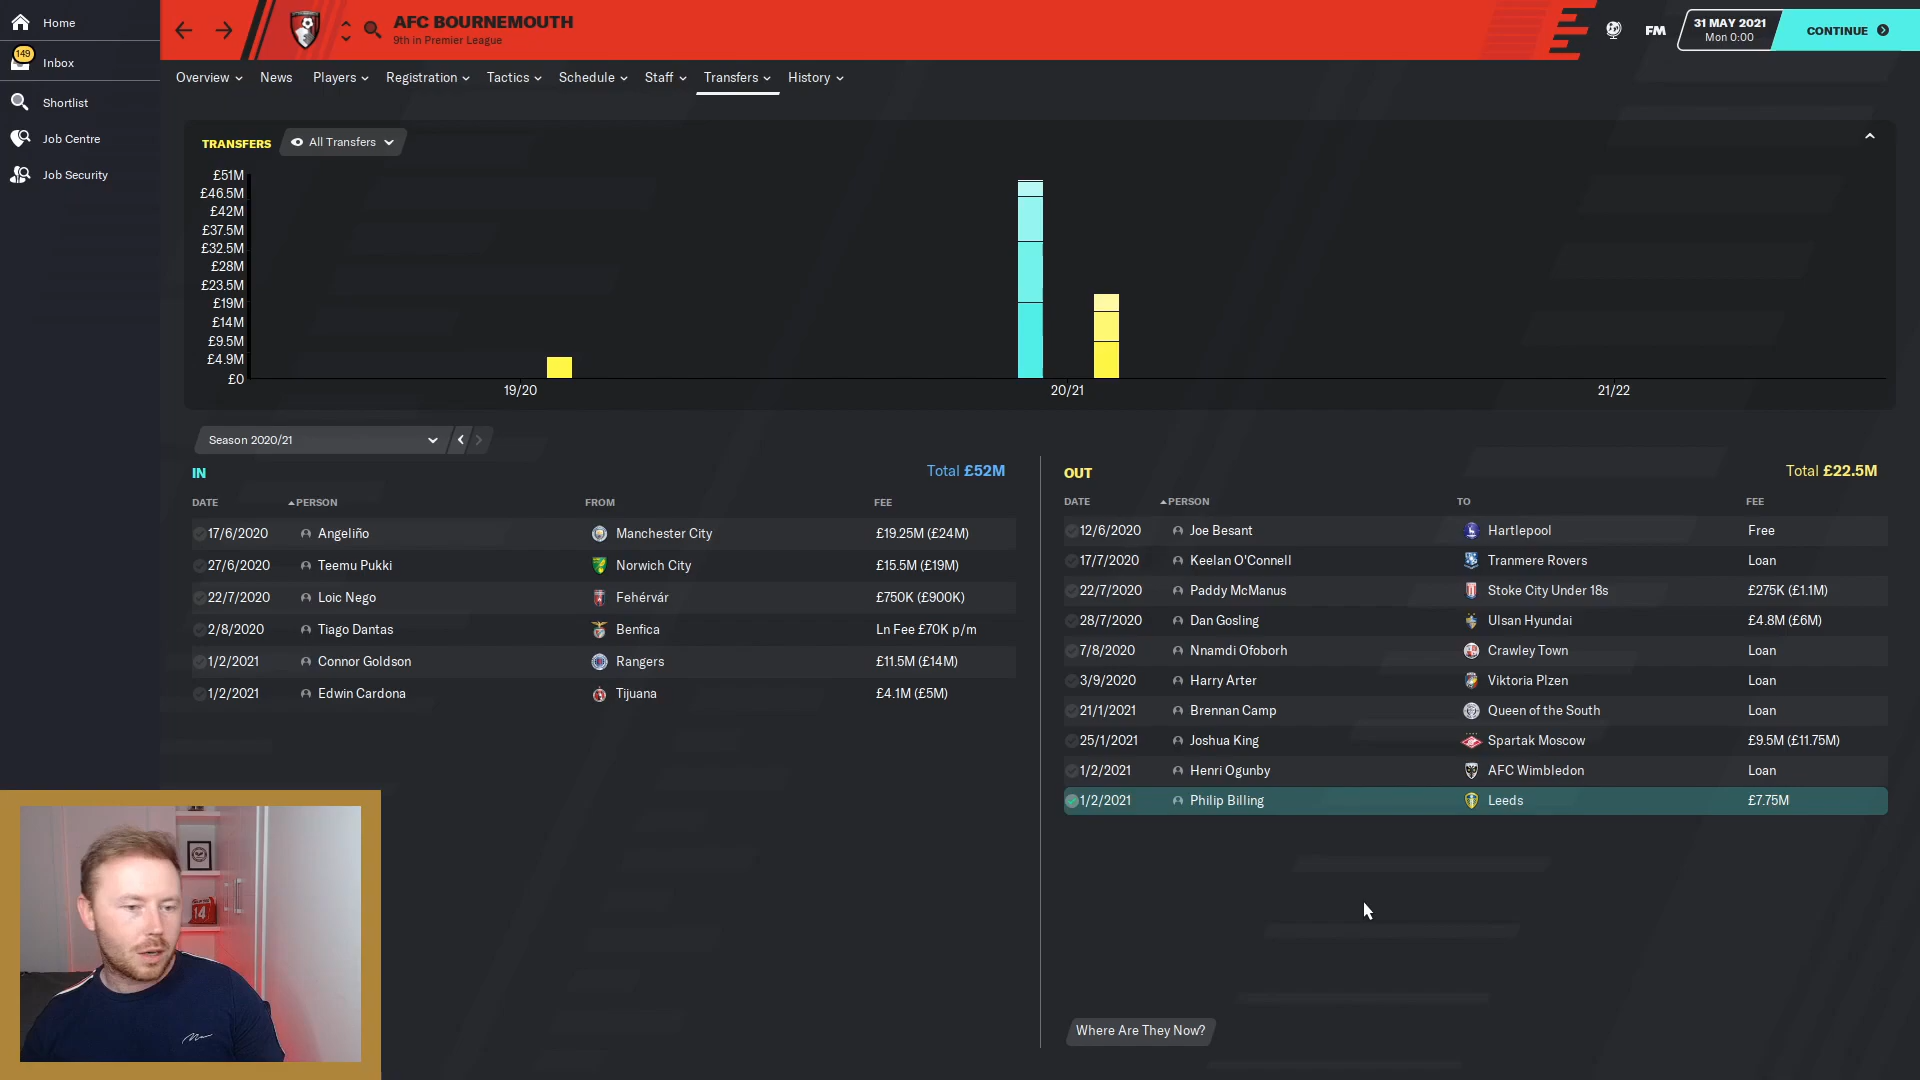 Home
149
Inbox
Shortlist
Job Centre
Job Security
AFC BOURNEMOUTH
9th in Premier League
FM
31 MAY 2021
Mon 0:00
CONTINUE
Overview
News
Players
Registration
Tactics
Schedule
Staff
Transfers
History
TRANSFERS
All Transfers
£51M
£46.5M
£42M
£37.5M
£32.5M
£28M
£23.5M
£19M
£14M
£9.5M
£4.9M
£0
19/20
20/21
21/22
Season 2020/21
IN
Total £52M
DATE PERSON FROM FEE
17/6/2020 Angeliño Manchester City £19.25M (£24M)
27/6/2020 Teemu Pukki Norwich City £15.5M (£19M)
22/7/2020 Loic Nego Fehérvár £750K (£900K)
2/8/2020 Tiago Dantas Benfica Ln Fee £70K p/m
1/2/2021 Connor Goldson Rangers £11.5M (£14M)
1/2/2021 Edwin Cardona Tijuana £4.1M (£5M)
OUT
Total £22.5M
DATE PERSON TO FEE
12/6/2020 Joe Besant Hartlepool Free
17/7/2020 Keelan O'Connell Tranmere Rovers Loan
22/7/2020 Paddy McManus Stoke City Under 18s £275K (£1.1M)
28/7/2020 Dan Gosling Ulsan Hyundai £4.8M (£6M)
7/8/2020 Nnamdi Ofoborh Crawley Town Loan
3/9/2020 Harry Arter Viktoria Plzen Loan
21/1/2021 Brennan Camp Queen of the South Loan
25/1/2021 Joshua King Spartak Moscow £9.5M (£11.75M)
1/2/2021 Henri Ogunby AFC Wimbledon Loan
1/2/2021 Philip Billing Leeds £7.75M
Where Are They Now?
14